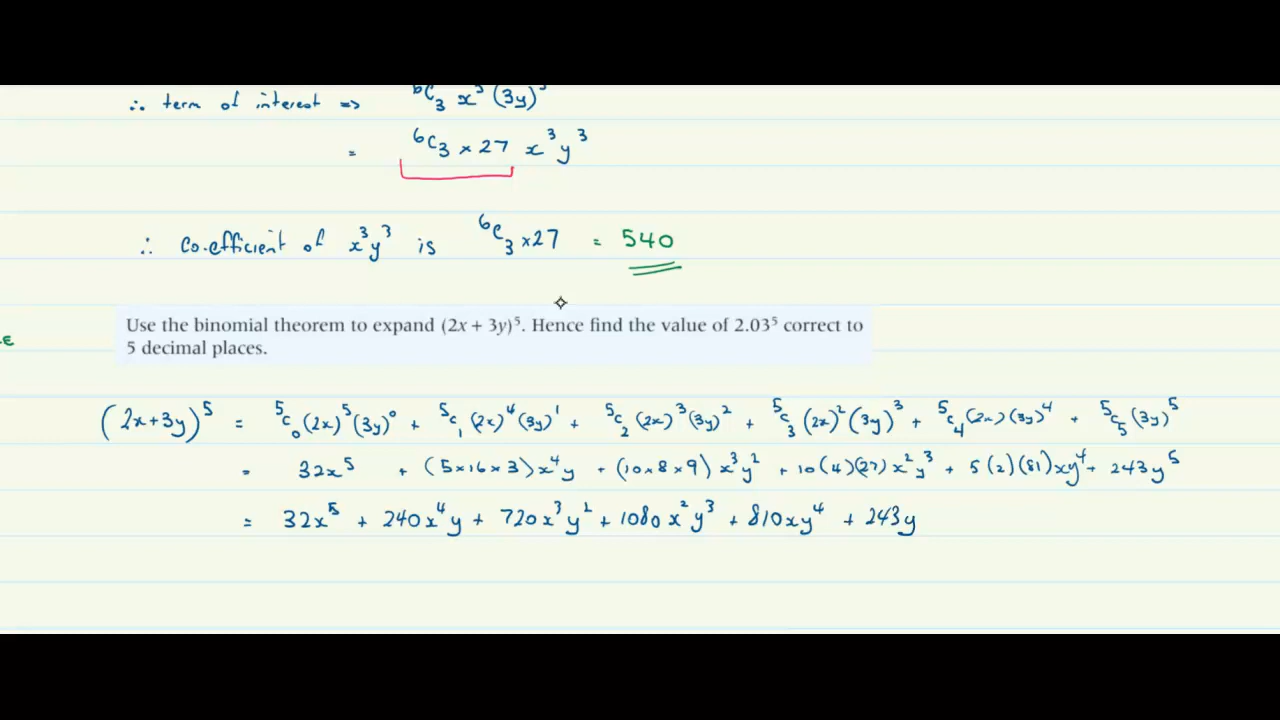 ∴ term of interest => ⁶C₃ x³ (3y)³
= ⁶C₃ × 27 x³y³
∴ co-efficient of x³y³ is ⁶C₃ × 27 = 540
Use the binomial theorem to expand (2x + 3y)⁵. Hence find the value of 2.03⁵ correct to
5 decimal places.
(2x+3y)⁵ = ⁵C₀(2x)⁵(3y)⁰ + ⁵C₁(2x)⁴(3y)¹ + ⁵C₂(2x)³(3y)² + ⁵C₃(2x)²(3y)³ + ⁵C₄(2x)(3y)⁴ + ⁵C₅(3y)⁵
= 32x⁵ + (5×16×3)x⁴y + (10×8×9)x³y² + 10(4)(27)x²y³ + 5(2)(81)xy⁴ + 243y⁵
= 32x⁵ + 240x⁴y + 720x³y² + 1080x²y³ + 810xy⁴ + 243y